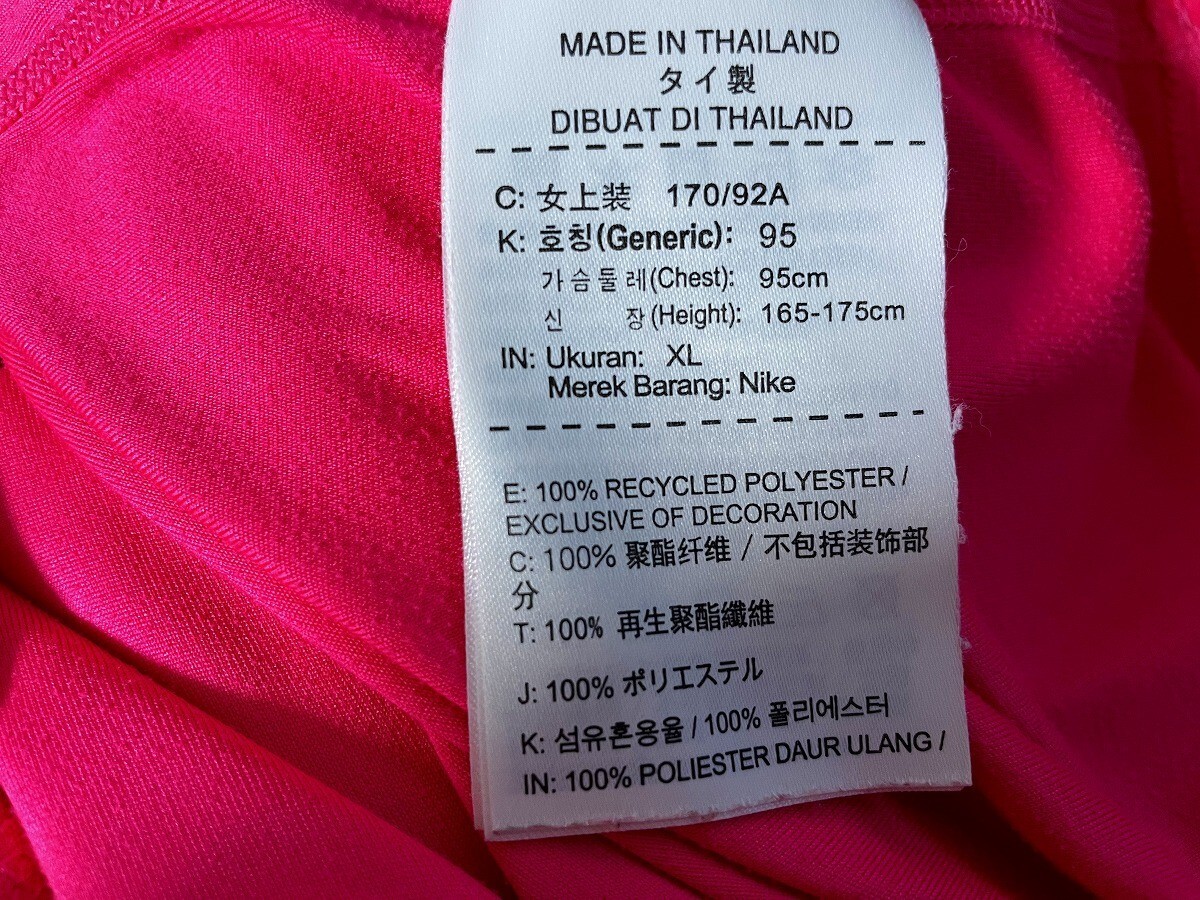 MADE IN THAILAND
タイ製
DIBUAT DI THAILAND
C: 女上装 170/92A
K: 호칭(Generic): 95
가슴둘레(Chest): 95cm
신 장(Height): 165-175cm
IN: Ukuran: XL
Merek Barang: Nike
E: 100% RECYCLED POLYESTER /
EXCLUSIVE OF DECORATION
C: 100% 聚酯纤维 / 不包括装饰部
分
T: 100% 再生聚酯纖維
J: 100% ポリエステル
K: 섬유혼용율 / 100% 폴리에스터
IN: 100% POLIESTER DAUR ULANG /